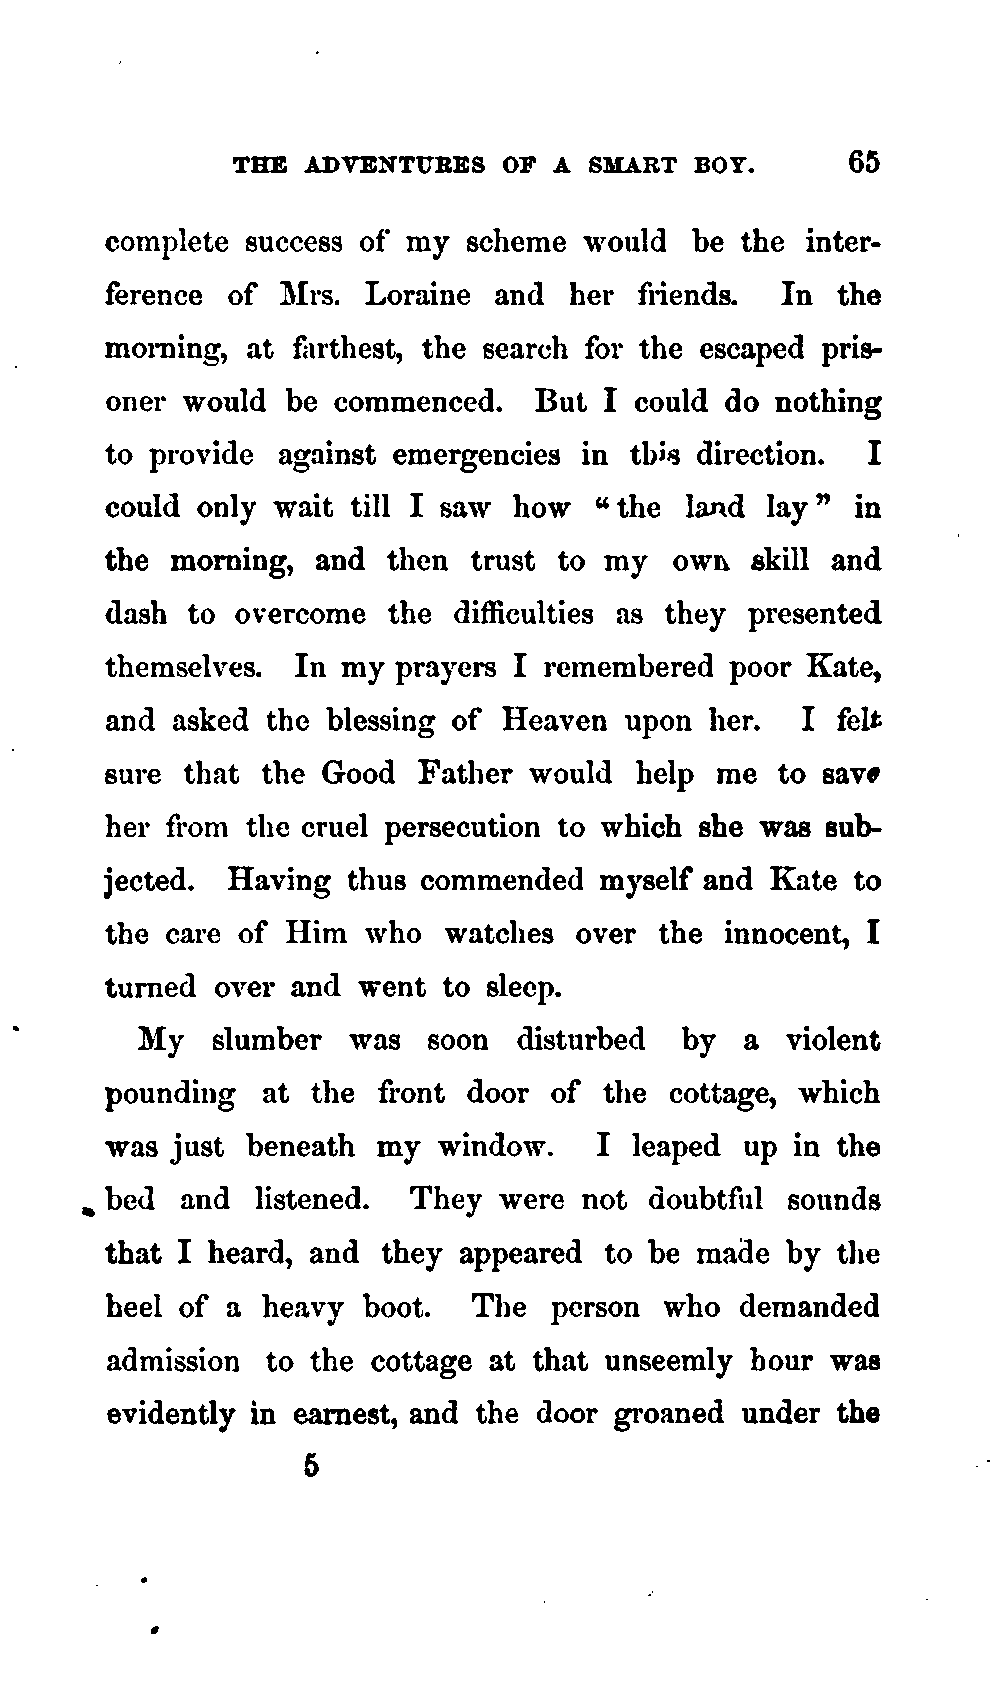 THE ADVENTURES OF A SMART BOY. 65
complete success of my scheme would be the inter-
ference of Mrs. Loraine and her friends. In the
morning, at farthest, the search for the escaped pris-
oner would be commenced. But I could do nothing
to provide against emergencies in this direction. I
could only wait till I saw how “the land lay” in
the morning, and then trust to my own skill and
dash to overcome the difficulties as they presented
themselves. In my prayers I remembered poor Kate,
and asked the blessing of Heaven upon her. I felt
sure that the Good Father would help me to save
her from the cruel persecution to which she was sub-
jected. Having thus commended myself and Kate to
the care of Him who watches over the innocent, I
turned over and went to sleep.
My slumber was soon disturbed by a violent
pounding at the front door of the cottage, which
was just beneath my window. I leaped up in the
bed and listened. They were not doubtful sounds
that I heard, and they appeared to be made by the
heel of a heavy boot. The person who demanded
admission to the cottage at that unseemly hour was
evidently in earnest, and the door groaned under the
5